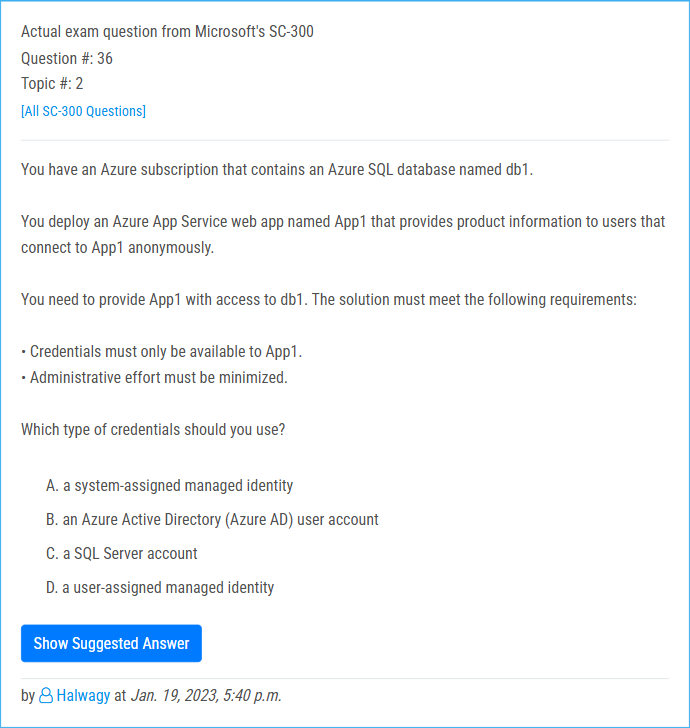 Actual exam question from Microsoft's SC-300
Question #: 36
Topic #: 2
[All SC-300 Questions]
You have an Azure subscription that contains an Azure SQL database named db1.
You deploy an Azure App Service web app named App1 that provides product information to users that
connect to App1 anonymously.
You need to provide App1 with access to db1. The solution must meet the following requirements:
• Credentials must only be available to App1.
• Administrative effort must be minimized.
Which type of credentials should you use?
A. a system-assigned managed identity
B. an Azure Active Directory (Azure AD) user account
C. a SQL Server account
D. a user-assigned managed identity
Show Suggested Answer
by Halwagy at Jan. 19, 2023, 5:40 p.m.